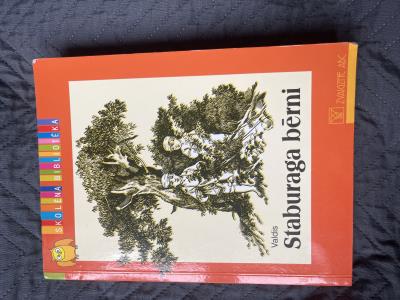 SKOLĒNA BIBLIOTĒKA
Valdis
Staburaga bērni
ZVAIGZNE ABC